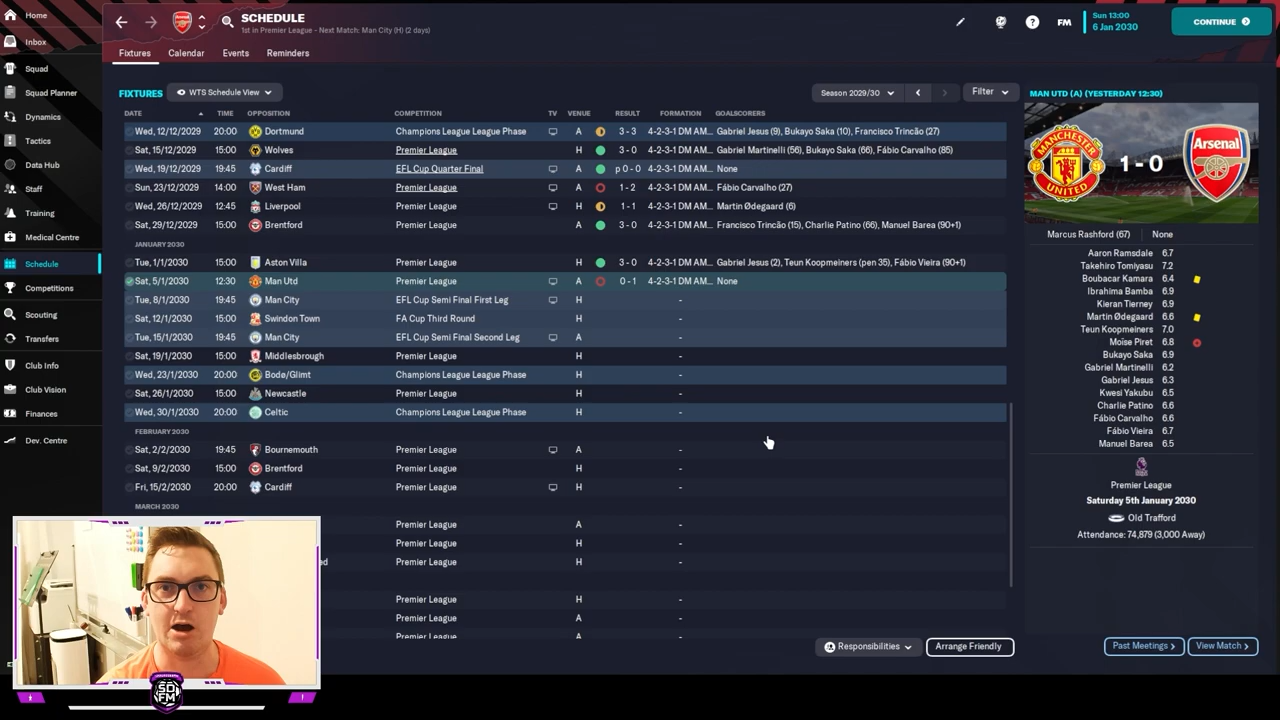 Home
SCHEDULE
1st in Premier League - Next Match: Man City (H) (2 days)
FM
Sun 13:00
6 Jan 2030
CONTINUE
Inbox
Squad
Squad Planner
Dynamics
Tactics
Data Hub
Staff
Training
Medical Centre
Schedule
Competitions
Scouting
Transfers
Club Info
Club Vision
Finances
Dev. Centre
Fixtures Calendar Events Reminders
FIXTURES WTS Schedule View Season 2029/30 Filter
DATE TIME OPPOSITION COMPETITION TV VENUE RESULT FORMATION GOALSCORERS
Wed, 12/12/2029 20:00 Dortmund Champions League League Phase A 3 - 3 4-2-3-1 DM AM... Gabriel Jesus (9), Bukayo Saka (10), Francisco Trincão (27)
Sat, 15/12/2029 15:00 Wolves Premier League A 3 - 0 4-2-3-1 DM AM... Gabriel Martinelli (56), Bukayo Saka (66), Fábio Carvalho (85)
Wed, 19/12/2029 19:45 Cardiff EFL Cup Quarter Final A p 0 - 0 4-2-3-1 DM AM... None
Sun, 23/12/2029 14:00 West Ham Premier League A 1 - 2 4-2-3-1 DM AM... Fábio Carvalho (27)
Wed, 26/12/2029 12:45 Liverpool Premier League H 1 - 1 4-2-3-1 DM AM... Martin Ødegaard (6)
Sat, 29/12/2029 15:00 Brentford Premier League A 3 - 0 4-2-3-1 DM AM... Francisco Trincão (15), Charlie Patino (66), Manuel Barea (90+1)
JANUARY 2030
Tue, 1/1/2030 15:00 Aston Villa Premier League H 3 - 0 4-2-3-1 DM AM... Gabriel Jesus (2), Teun Koopmeiners (pen 35), Fábio Vieira (90+1)
Sat, 5/1/2030 12:30 Man Utd Premier League A 0 - 1 4-2-3-1 DM AM... None
Tue, 8/1/2030 19:45 Man City EFL Cup Semi Final First Leg H -
Sat, 12/1/2030 15:00 Swindon Town FA Cup Third Round H -
Tue, 15/1/2030 19:45 Man City EFL Cup Semi Final Second Leg A -
Sat, 19/1/2030 15:00 Middlesbrough Premier League H -
Wed, 23/1/2030 20:00 Bodø/Glimt Champions League League Phase H -
Sat, 26/1/2030 15:00 Newcastle Premier League H -
Wed, 30/1/2030 20:00 Celtic Champions League League Phase H -
FEBRUARY 2030
Sat, 2/2/2030 19:45 Bournemouth Premier League A -
Sat, 9/2/2030 15:00 Brentford Premier League H -
Fri, 15/2/2030 20:00 Cardiff Premier League H -
MARCH 2030
Premier League A -
Premier League H -
ed Premier League H -
Premier League H -
Premier League A -
Premier League A -
Responsibilities Arrange Friendly
MAN UTD (A) (YESTERDAY 12:30)
MANCHESTER
UNITED
Arsenal
1 - 0
Marcus Rashford (67) None
Aaron Ramsdale 6.7
Takehiro Tomiyasu 7.2
Boubacar Kamara 6.4
Ibrahima Bamba 6.9
Kieran Tierney 6.9
Martin Ødegaard 6.6
Teun Koopmeiners 7.0
Moïse Piret 6.8
Bukayo Saka 6.9
Gabriel Martinelli 6.2
Gabriel Jesus 6.3
Kwesi Yakubu 6.5
Charlie Patino 6.6
Fábio Carvalho 6.6
Fábio Vieira 6.7
Manuel Barea 6.5
Premier League
Saturday 5th January 2030
Old Trafford
Attendance: 74,879 (3,000 Away)
Past Meetings View Match
SD
FM